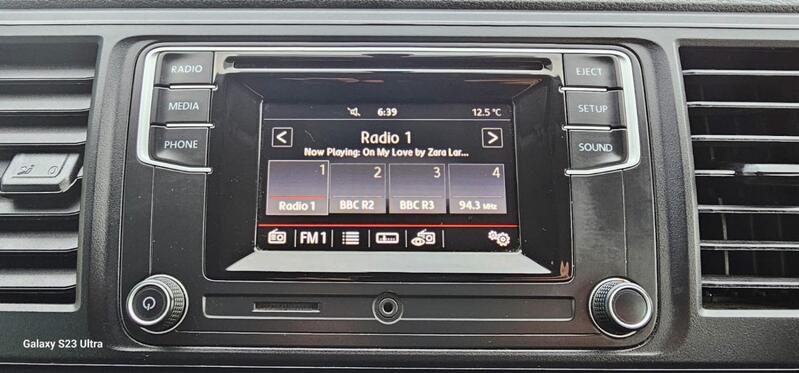 RADIO
MEDIA
PHONE
EJECT
SETUP
SOUND
6:39
12.5 °C
Radio 1
Now Playing: On My Love by Zara Lar...
1
2
3
4
Radio 1
BBC R2
BBC R3
94.3 MHz
FM1
Galaxy S23 Ultra